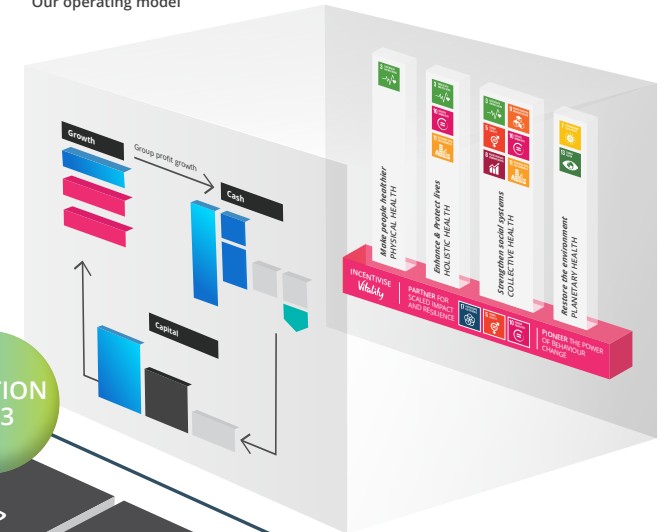 Our operating model
Growth
Group profit growth
Cash
Capital
Make people healthier
PHYSICAL HEALTH
Enhance & Protect lives
HOLISTIC HEALTH
Strengthen social systems
COLLECTIVE HEALTH
Restore the environment
PLANETARY HEALTH
INCENTIVISE
Vitality
PARTNER FOR
SCALED IMPACT
AND RESILIENCE
PIONEER THE POWER
OF BEHAVIOUR
CHANGE
TION
3